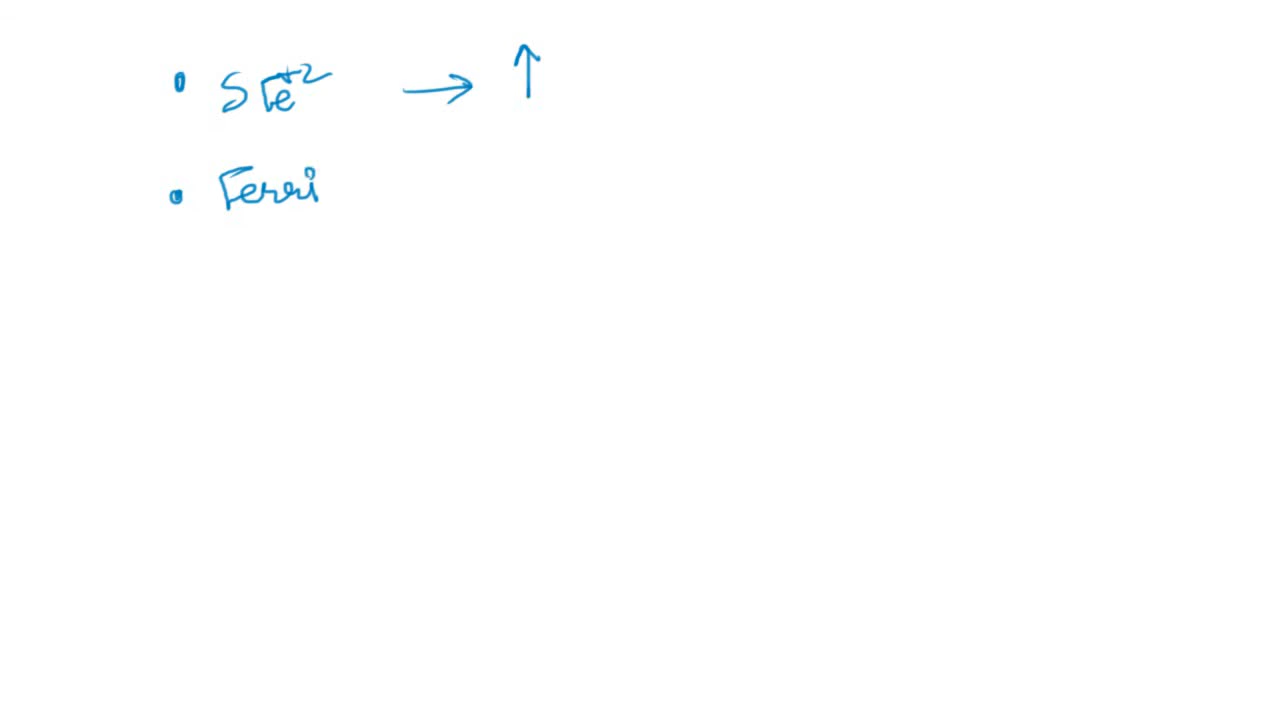 • S Fe⁺² → ↑
• Ferri